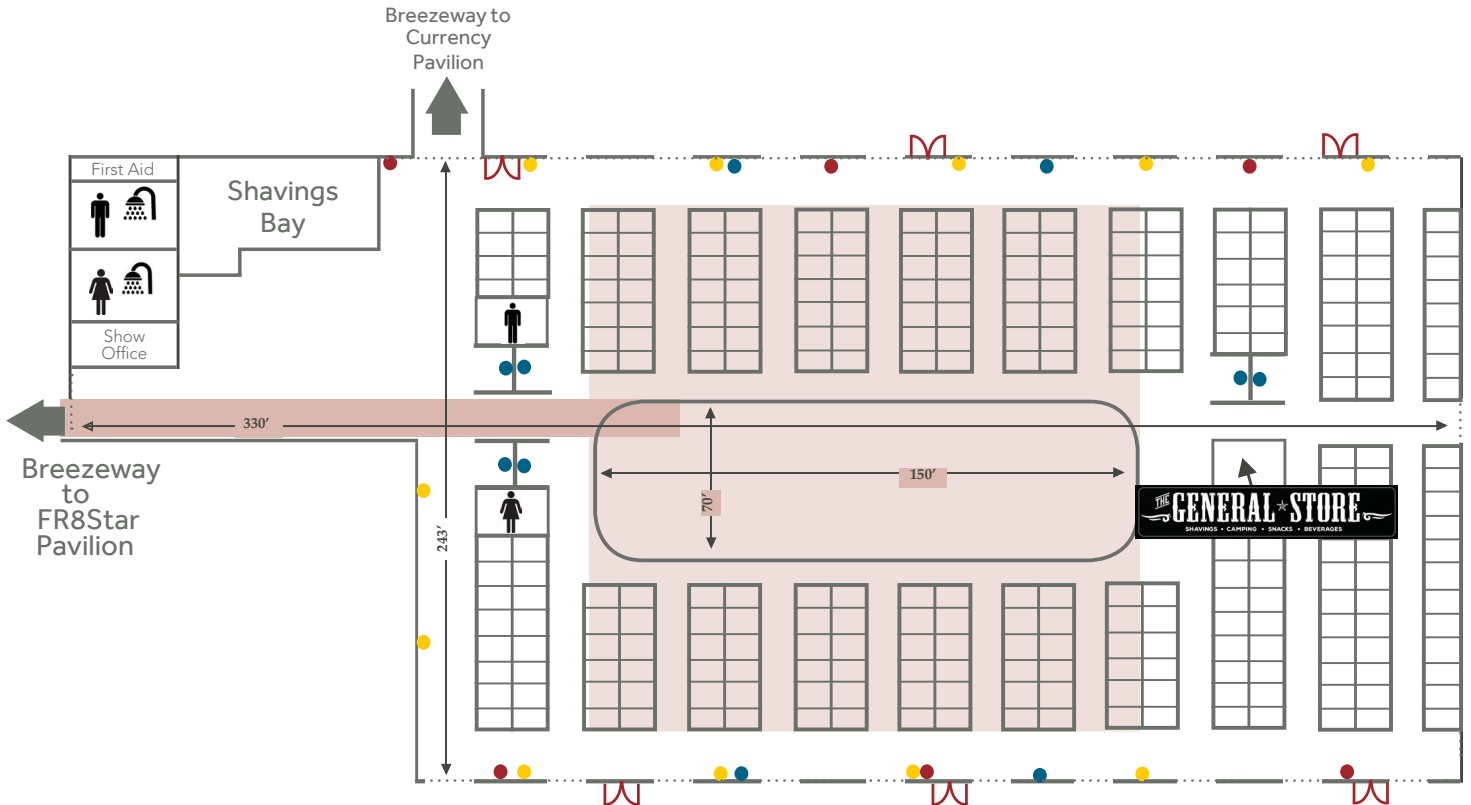 Breezeway to
Currency
Pavilion
First Aid
Shavings
Bay
Show
Office
330'
Breezeway
to
FR8Star
Pavilion
243'
70'
150'
THE
GENERAL STORE
SHAVINGS • CAMPING • SNACKS • BEVERAGES